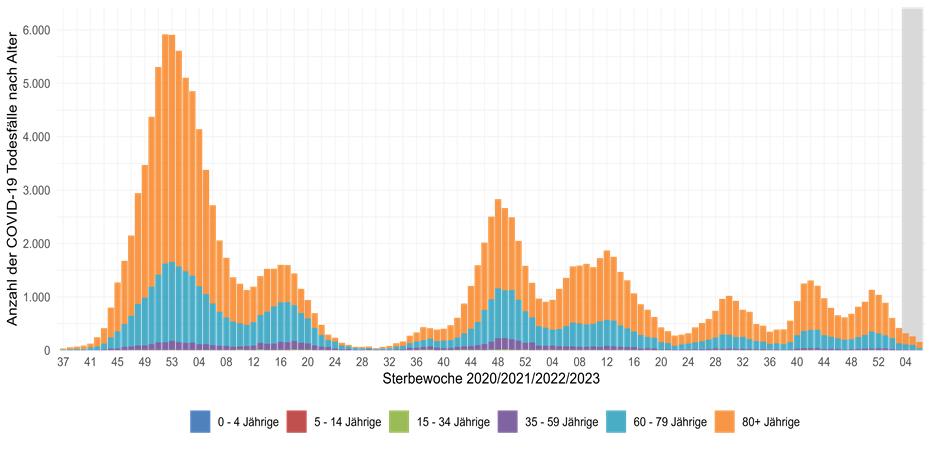 Anzahl der COVID-19 Todesfälle nach Alter
6.000
5.000
4.000
3.000
2.000
1.000
0
37 41 45 49 53 04 08 12 16 20 24 28 32 36 40 44 48 52 04 08 12 16 20 24 28 32 36 40 44 48 52 04
Sterbewoche 2020/2021/2022/2023
0 - 4 Jährige 5 - 14 Jährige 15 - 34 Jährige 35 - 59 Jährige 60 - 79 Jährige 80+ Jährige